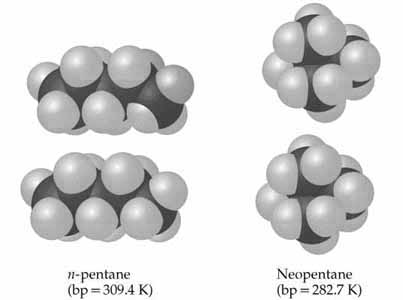 n-pentane
(bp = 309.4 K)
Neopentane
(bp = 282.7 K)